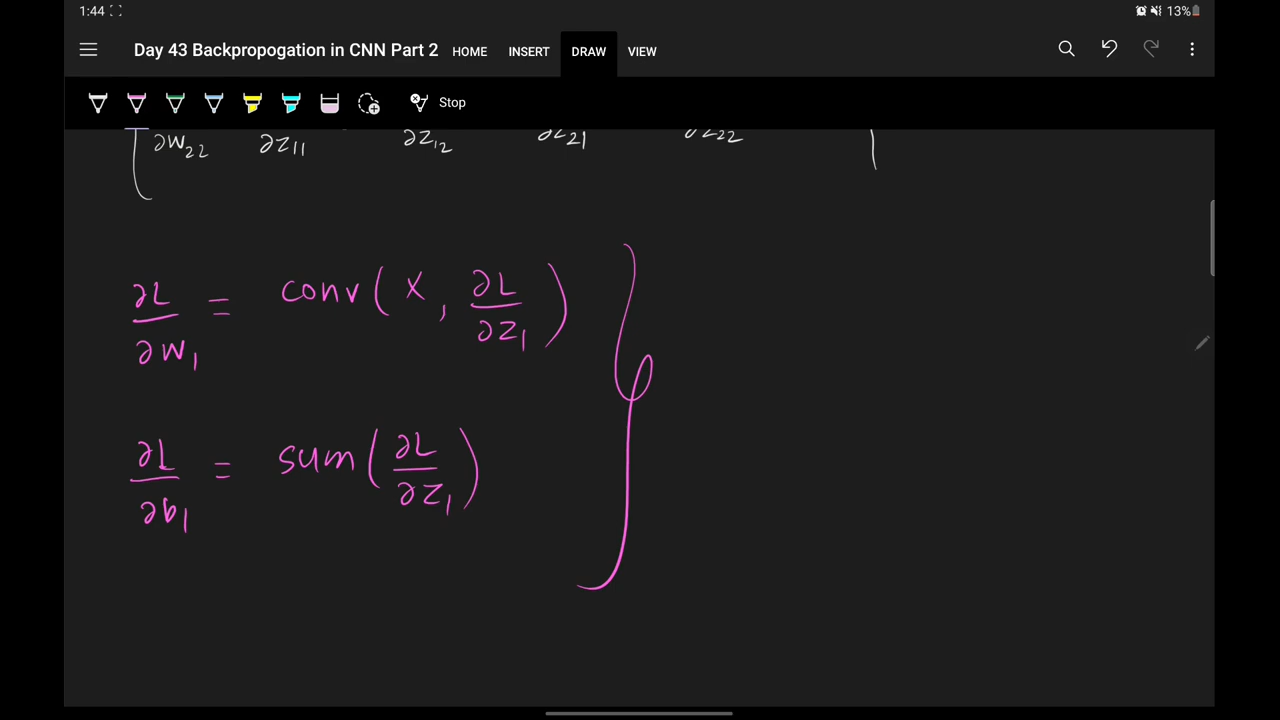 1:44 13%
Day 43 Backpropogation in CNN Part 2 HOME INSERT DRAW VIEW
Stop
∂W22 ∂Z11 ∂Z12 ∂Z21 ∂Z22
∂L/∂W1 = conv(X, ∂L/∂Z1)
∂L/∂b1 = sum(∂L/∂Z1)